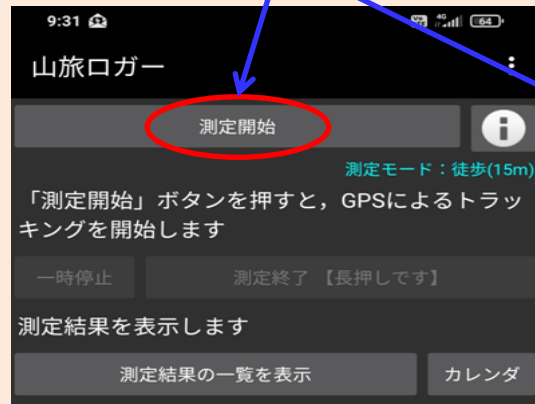 9:31 4G 64
山旅ロガー
測定開始
測定モード:徒歩(15m)
「測定開始」ボタンを押すと，GPSによるトラッ
キングを開始します
一時停止 測定終了 【長押しです】
測定結果を表示します
測定結果の一覧を表示 カレンダ